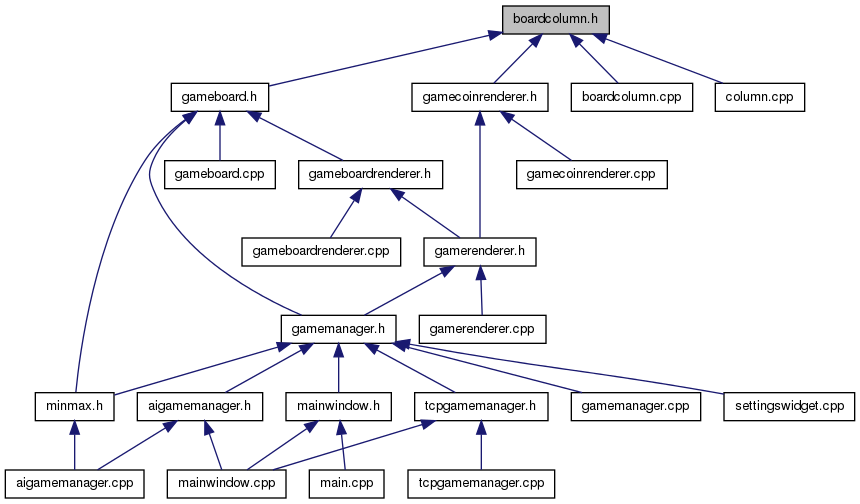 boardcolumn.h
gameboard.h
gamecoinrenderer.h
boardcolumn.cpp
column.cpp
gameboard.cpp
gameboardrenderer.h
gamecoinrenderer.cpp
gameboardrenderer.cpp
gamerenderer.h
gamemanager.h
gamerenderer.cpp
minmax.h
aigamemanager.h
mainwindow.h
tcpgamemanager.h
gamemanager.cpp
settingswidget.cpp
aigamemanager.cpp
mainwindow.cpp
main.cpp
tcpgamemanager.cpp